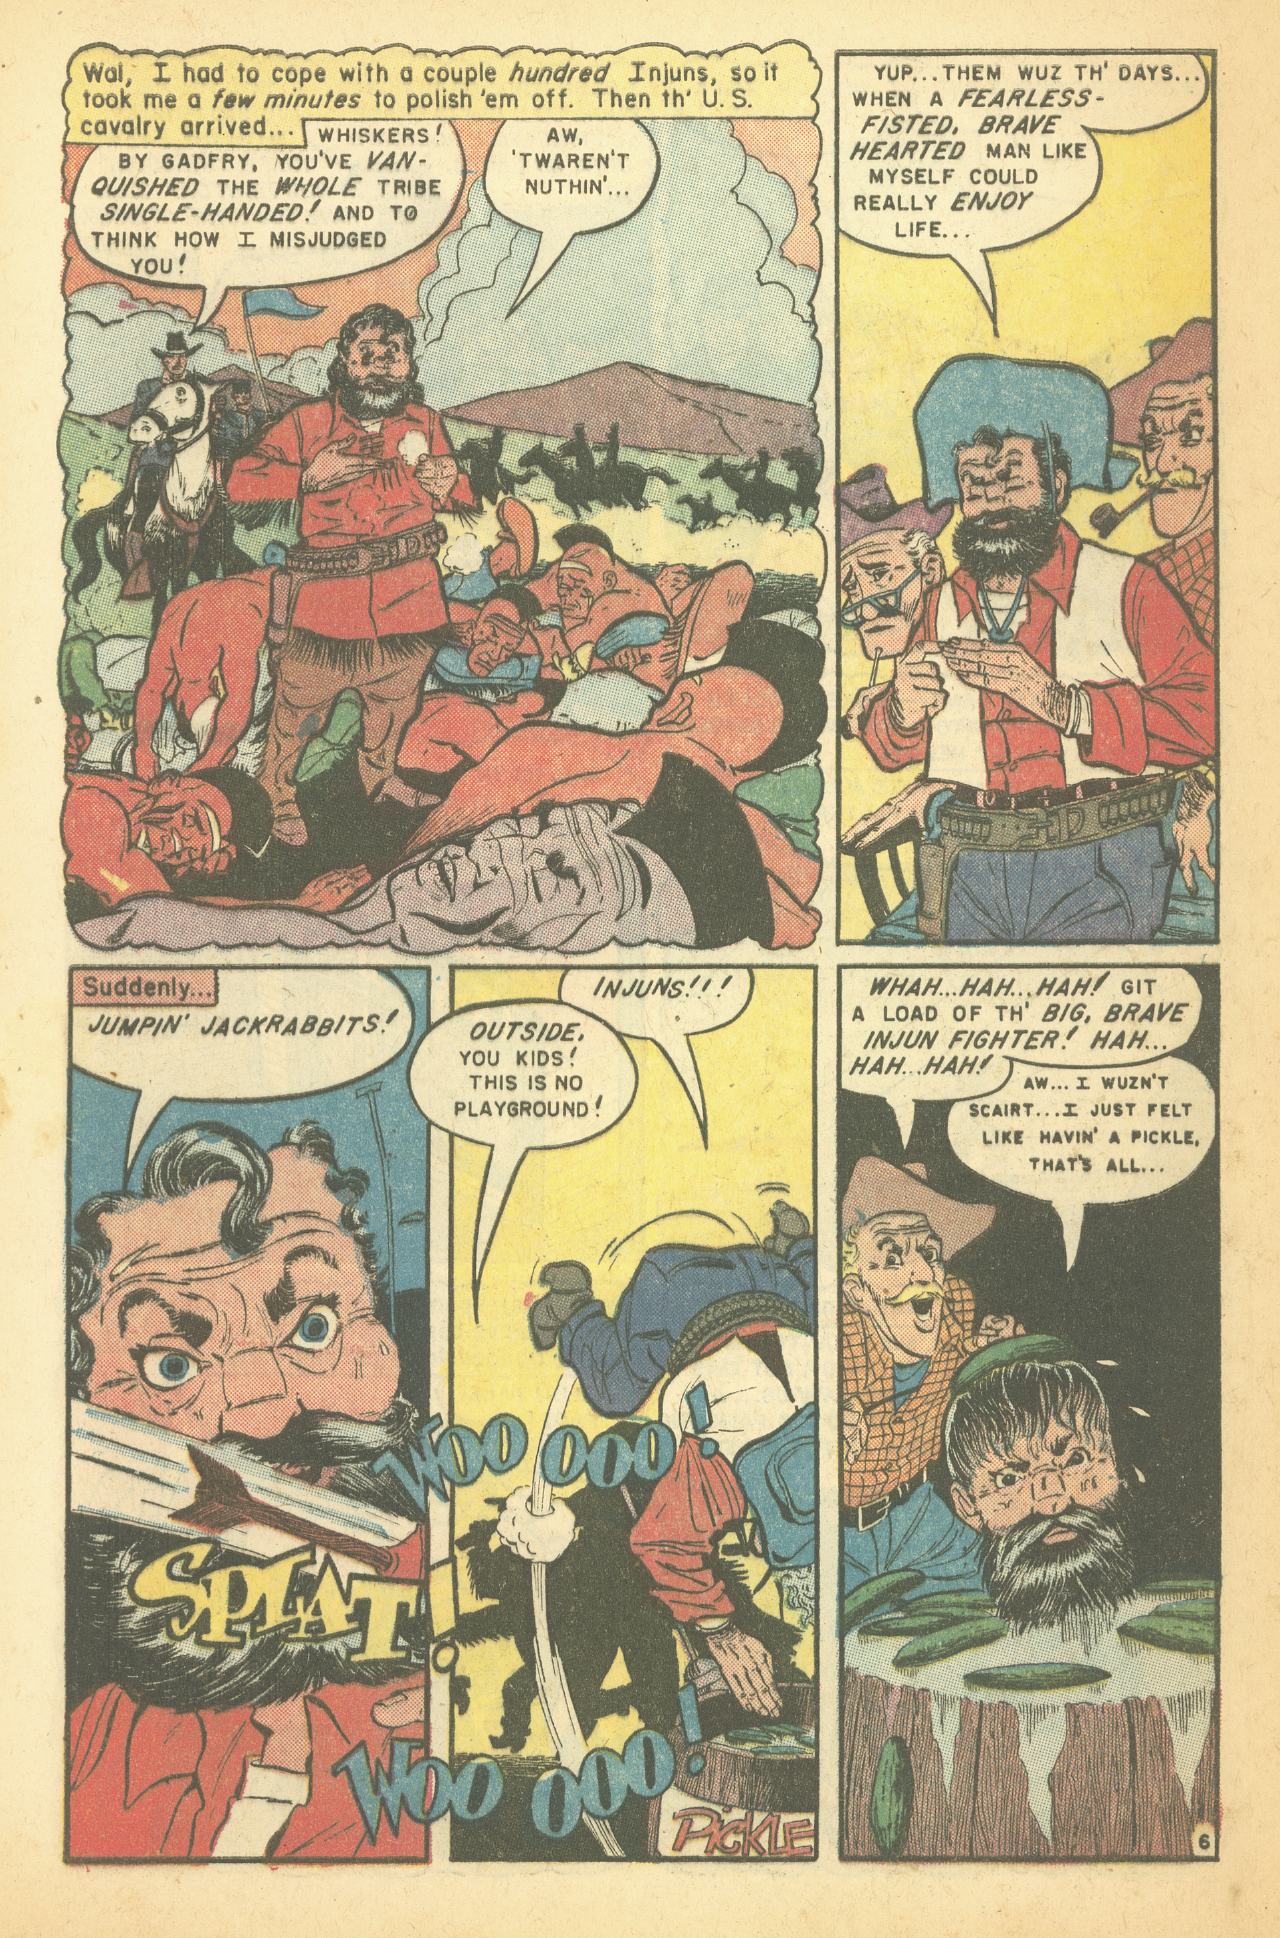 Wal, I had to cope with a couple hundred Injuns, so it
took me a few minutes to polish 'em off. Then th' U.S.
cavalry arrived...
WHISKERS!
BY GADFRY, YOU'VE VAN-
QUISHED THE WHOLE TRIBE
SINGLE-HANDED! AND TO
THINK HOW I MISJUDGED
YOU!
AW,
'TWAREN'T
NUTHIN'...
YUP...THEM WUZ TH' DAYS...
WHEN A FEARLESS-
FISTED, BRAVE
HEARTED MAN LIKE
MYSELF COULD
REALLY ENJOY
LIFE...
Suddenly...
JUMPIN' JACKRABBITS!
SPLAT!
INJUNS!!!
OUTSIDE,
YOU KIDS!
THIS IS NO
PLAYGROUND!
WOO OOO!
WOO OOO!
PICKLE
WHAH...HAH...HAH! GIT
A LOAD OF TH' BIG, BRAVE
INJUN FIGHTER! HAH...
HAH...HAH!
AW... I WUZN'T
SCAIRT...I JUST FELT
LIKE HAVIN' A PICKLE,
THAT'S ALL...
6